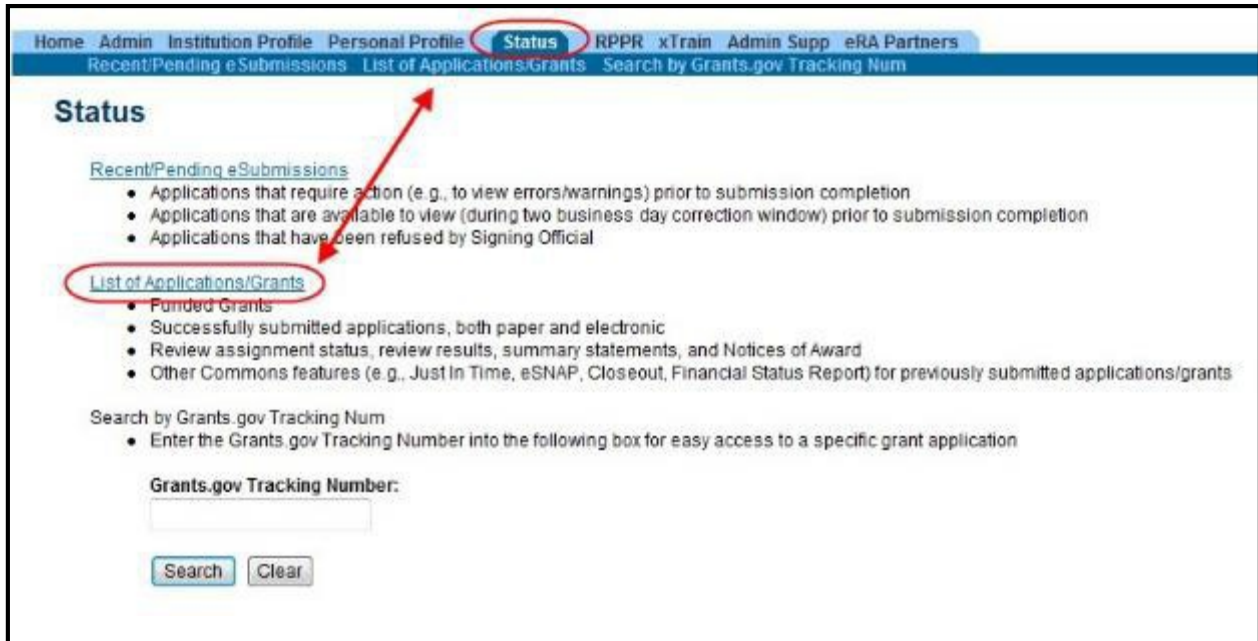 Home Admin Institution Profile Personal Profile Status RPPR xTrain Admin Supp eRA Partners
Recent/Pending eSubmissions List of Applications/Grants Search by Grants.gov Tracking Num
Status
Recent/Pending eSubmissions
• Applications that require action (e.g., to view errors/warnings) prior to submission completion
• Applications that are available to view (during two business day correction window) prior to submission completion
• Applications that have been refused by Signing Official
List of Applications/Grants
• Funded Grants
• Successfully submitted applications, both paper and electronic
• Review assignment status, review results, summary statements, and Notices of Award
• Other Commons features (e.g., Just In Time, eSNAP, Closeout, Financial Status Report) for previously submitted applications/grants
Search by Grants.gov Tracking Num
• Enter the Grants.gov Tracking Number into the following box for easy access to a specific grant application
Grants.gov Tracking Number:
Search Clear